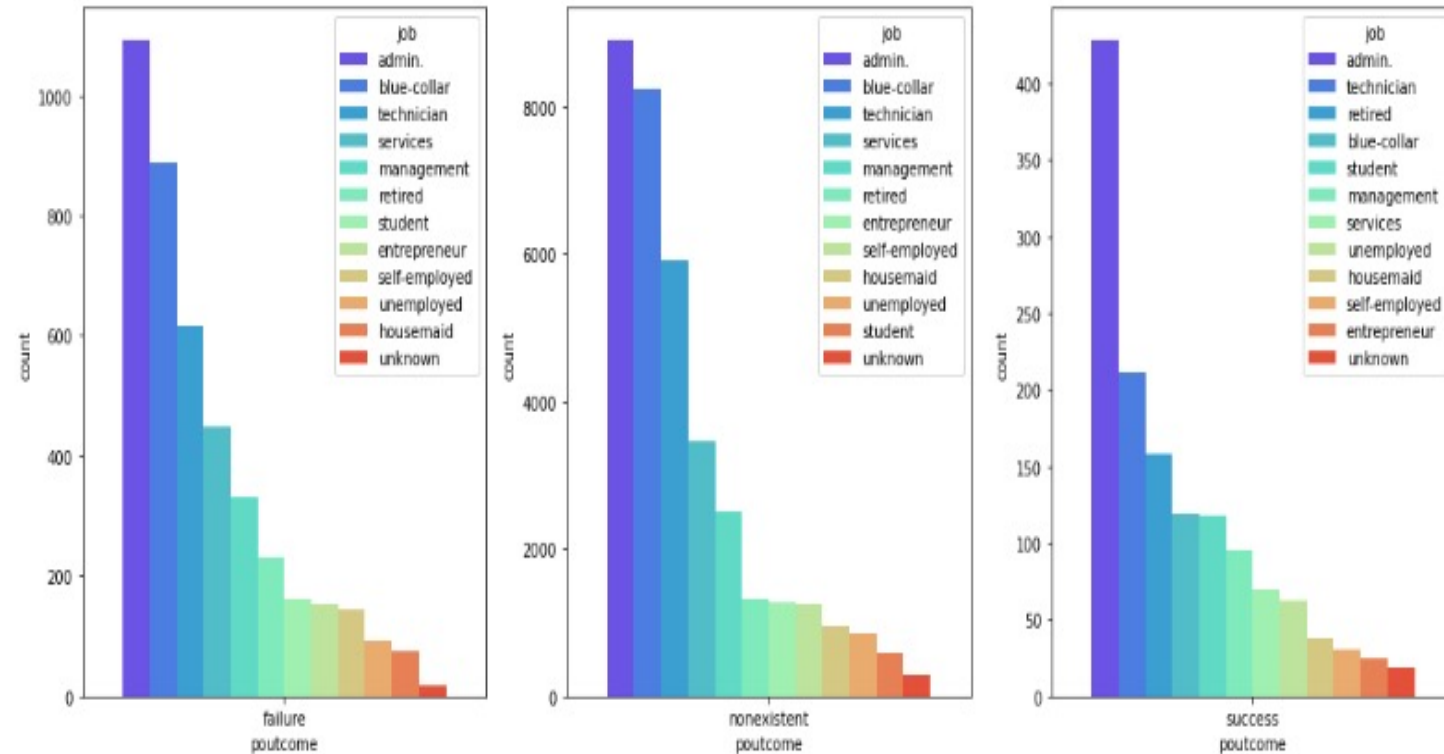 job
admin.
blue-collar
technician
services
management
retired
student
entrepreneur
self-employed
unemployed
housemaid
unknown
1000
800
600
400
200
0
count
failure
poutcome
job
admin.
blue-collar
technician
services
management
retired
entrepreneur
self-employed
housemaid
unemployed
student
unknown
8000
6000
4000
2000
0
count
nonexistent
poutcome
job
admin.
technician
retired
blue-collar
student
management
services
unemployed
housemaid
self-employed
entrepreneur
unknown
400
350
300
250
200
150
100
50
0
count
success
poutcome